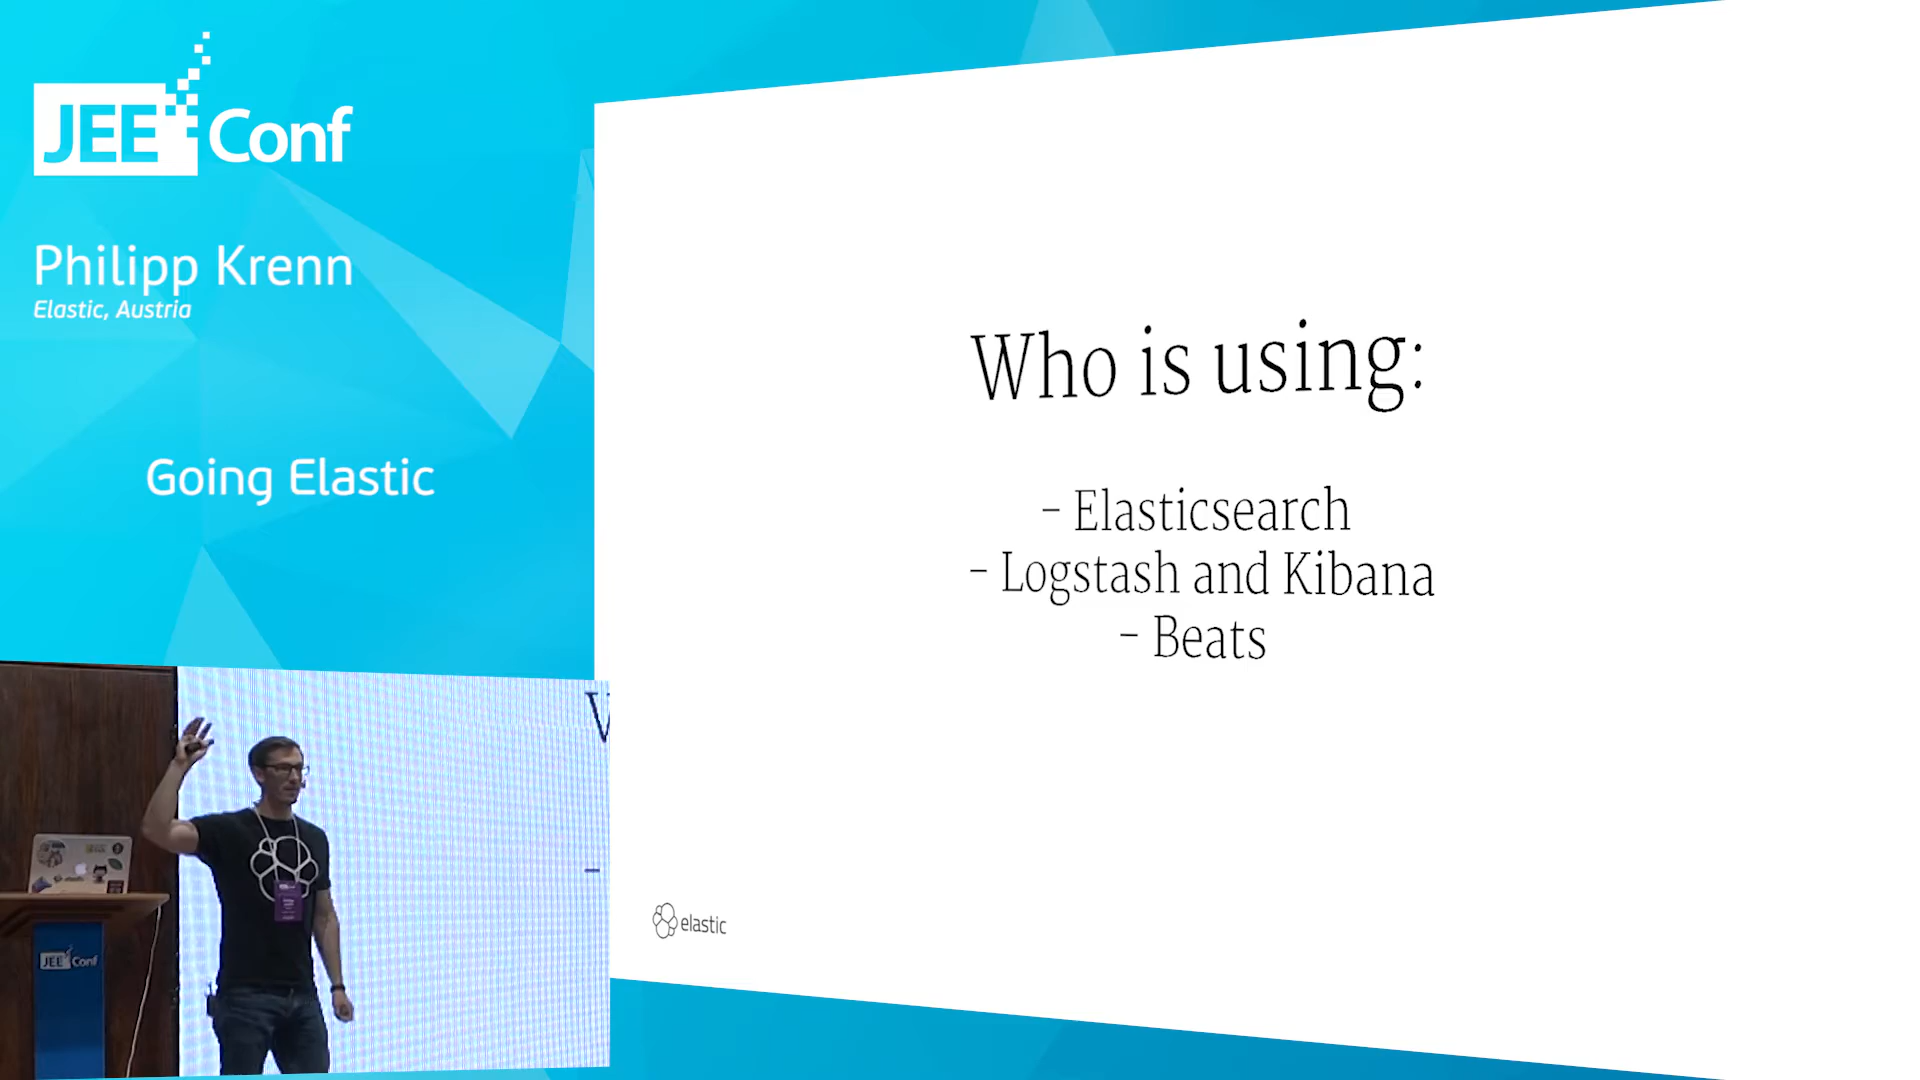 JEE Conf
Philipp Krenn
Elastic, Austria
Going Elastic
Who is using:
- Elasticsearch
- Logstash and Kibana
- Beats
elastic
JEE Conf